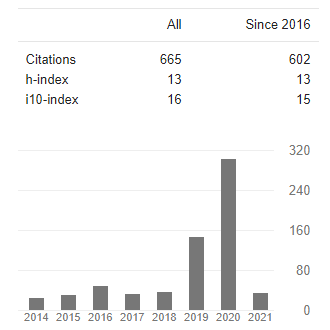 All Since 2016
Citations 665 602
h-index 13 13
i10-index 16 15
320
240
160
80
0
2014 2015 2016 2017 2018 2019 2020 2021